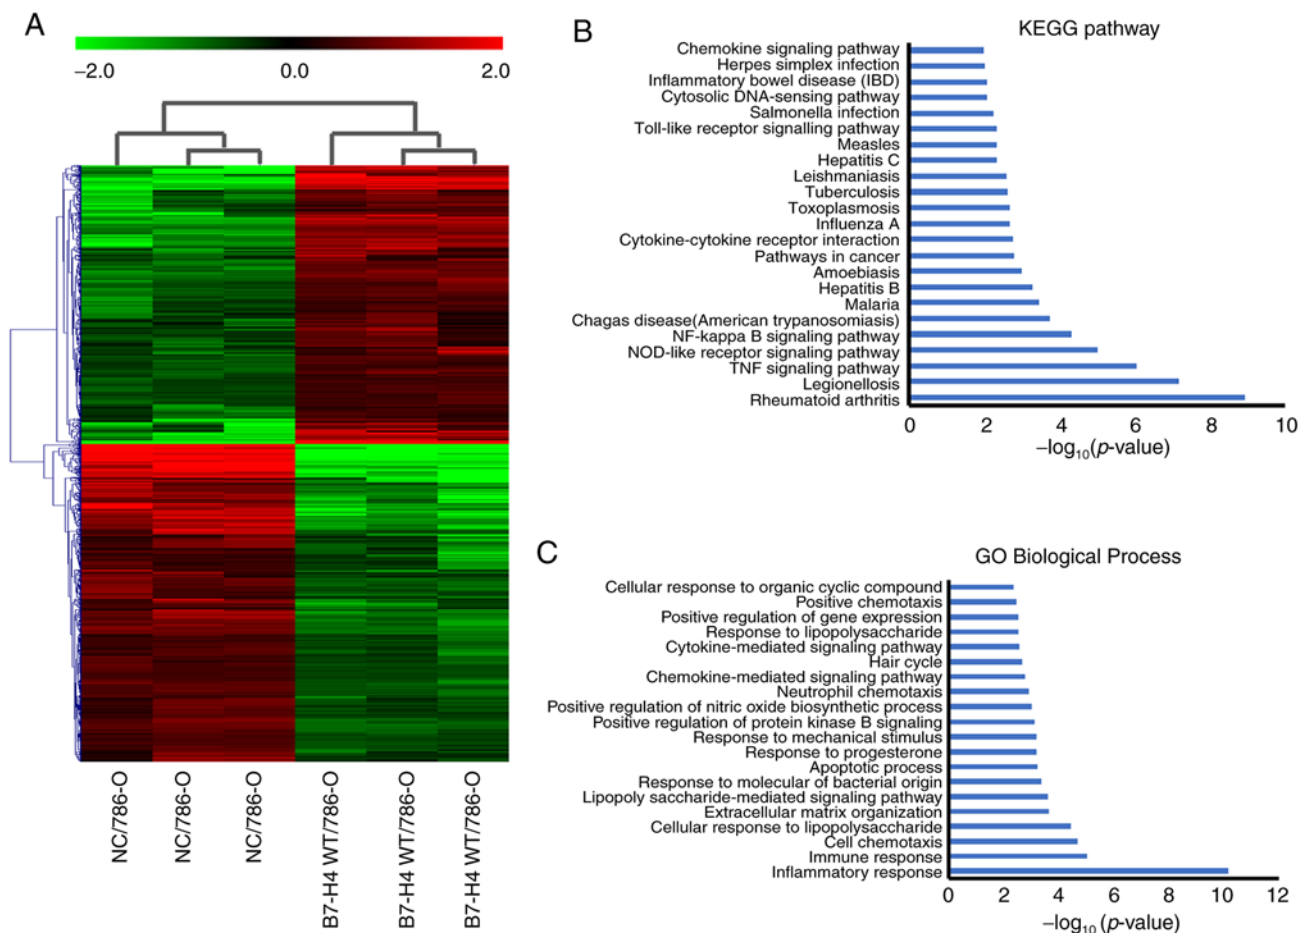 A
−2.0 0.0 2.0
NC/786-O
NC/786-O
NC/786-O
B7-H4 WT/786-O
B7-H4 WT/786-O
B7-H4 WT/786-O
B
KEGG pathway
Chemokine signaling pathway
Herpes simplex infection
Inflammatory bowel disease (IBD)
Cytosolic DNA-sensing pathway
Salmonella infection
Toll-like receptor signalling pathway
Measles
Hepatitis C
Leishmaniasis
Tuberculosis
Toxoplasmosis
Influenza A
Cytokine-cytokine receptor interaction
Pathways in cancer
Amoebiasis
Hepatitis B
Malaria
Chagas disease(American trypanosomiasis)
NF-kappa B signaling pathway
NOD-like receptor signaling pathway
TNF signaling pathway
Legionellosis
Rheumatoid arthritis
0 2 4 6 8 10
−log10(p-value)
C
GO Biological Process
Cellular response to organic cyclic compound
Positive chemotaxis
Positive regulation of gene expression
Response to lipopolysaccharide
Cytokine-mediated signaling pathway
Hair cycle
Chemokine-mediated signaling pathway
Neutrophil chemotaxis
Positive regulation of nitric oxide biosynthetic process
Positive regulation of protein kinase B signaling
Response to mechanical stimulus
Response to progesterone
Apoptotic process
Response to molecular of bacterial origin
Lipopoly saccharide-mediated signaling pathway
Extracellular matrix organization
Cellular response to lipopolysaccharide
Cell chemotaxis
Immune response
Inflammatory response
0 2 4 6 8 10 12
−log10 (p-value)